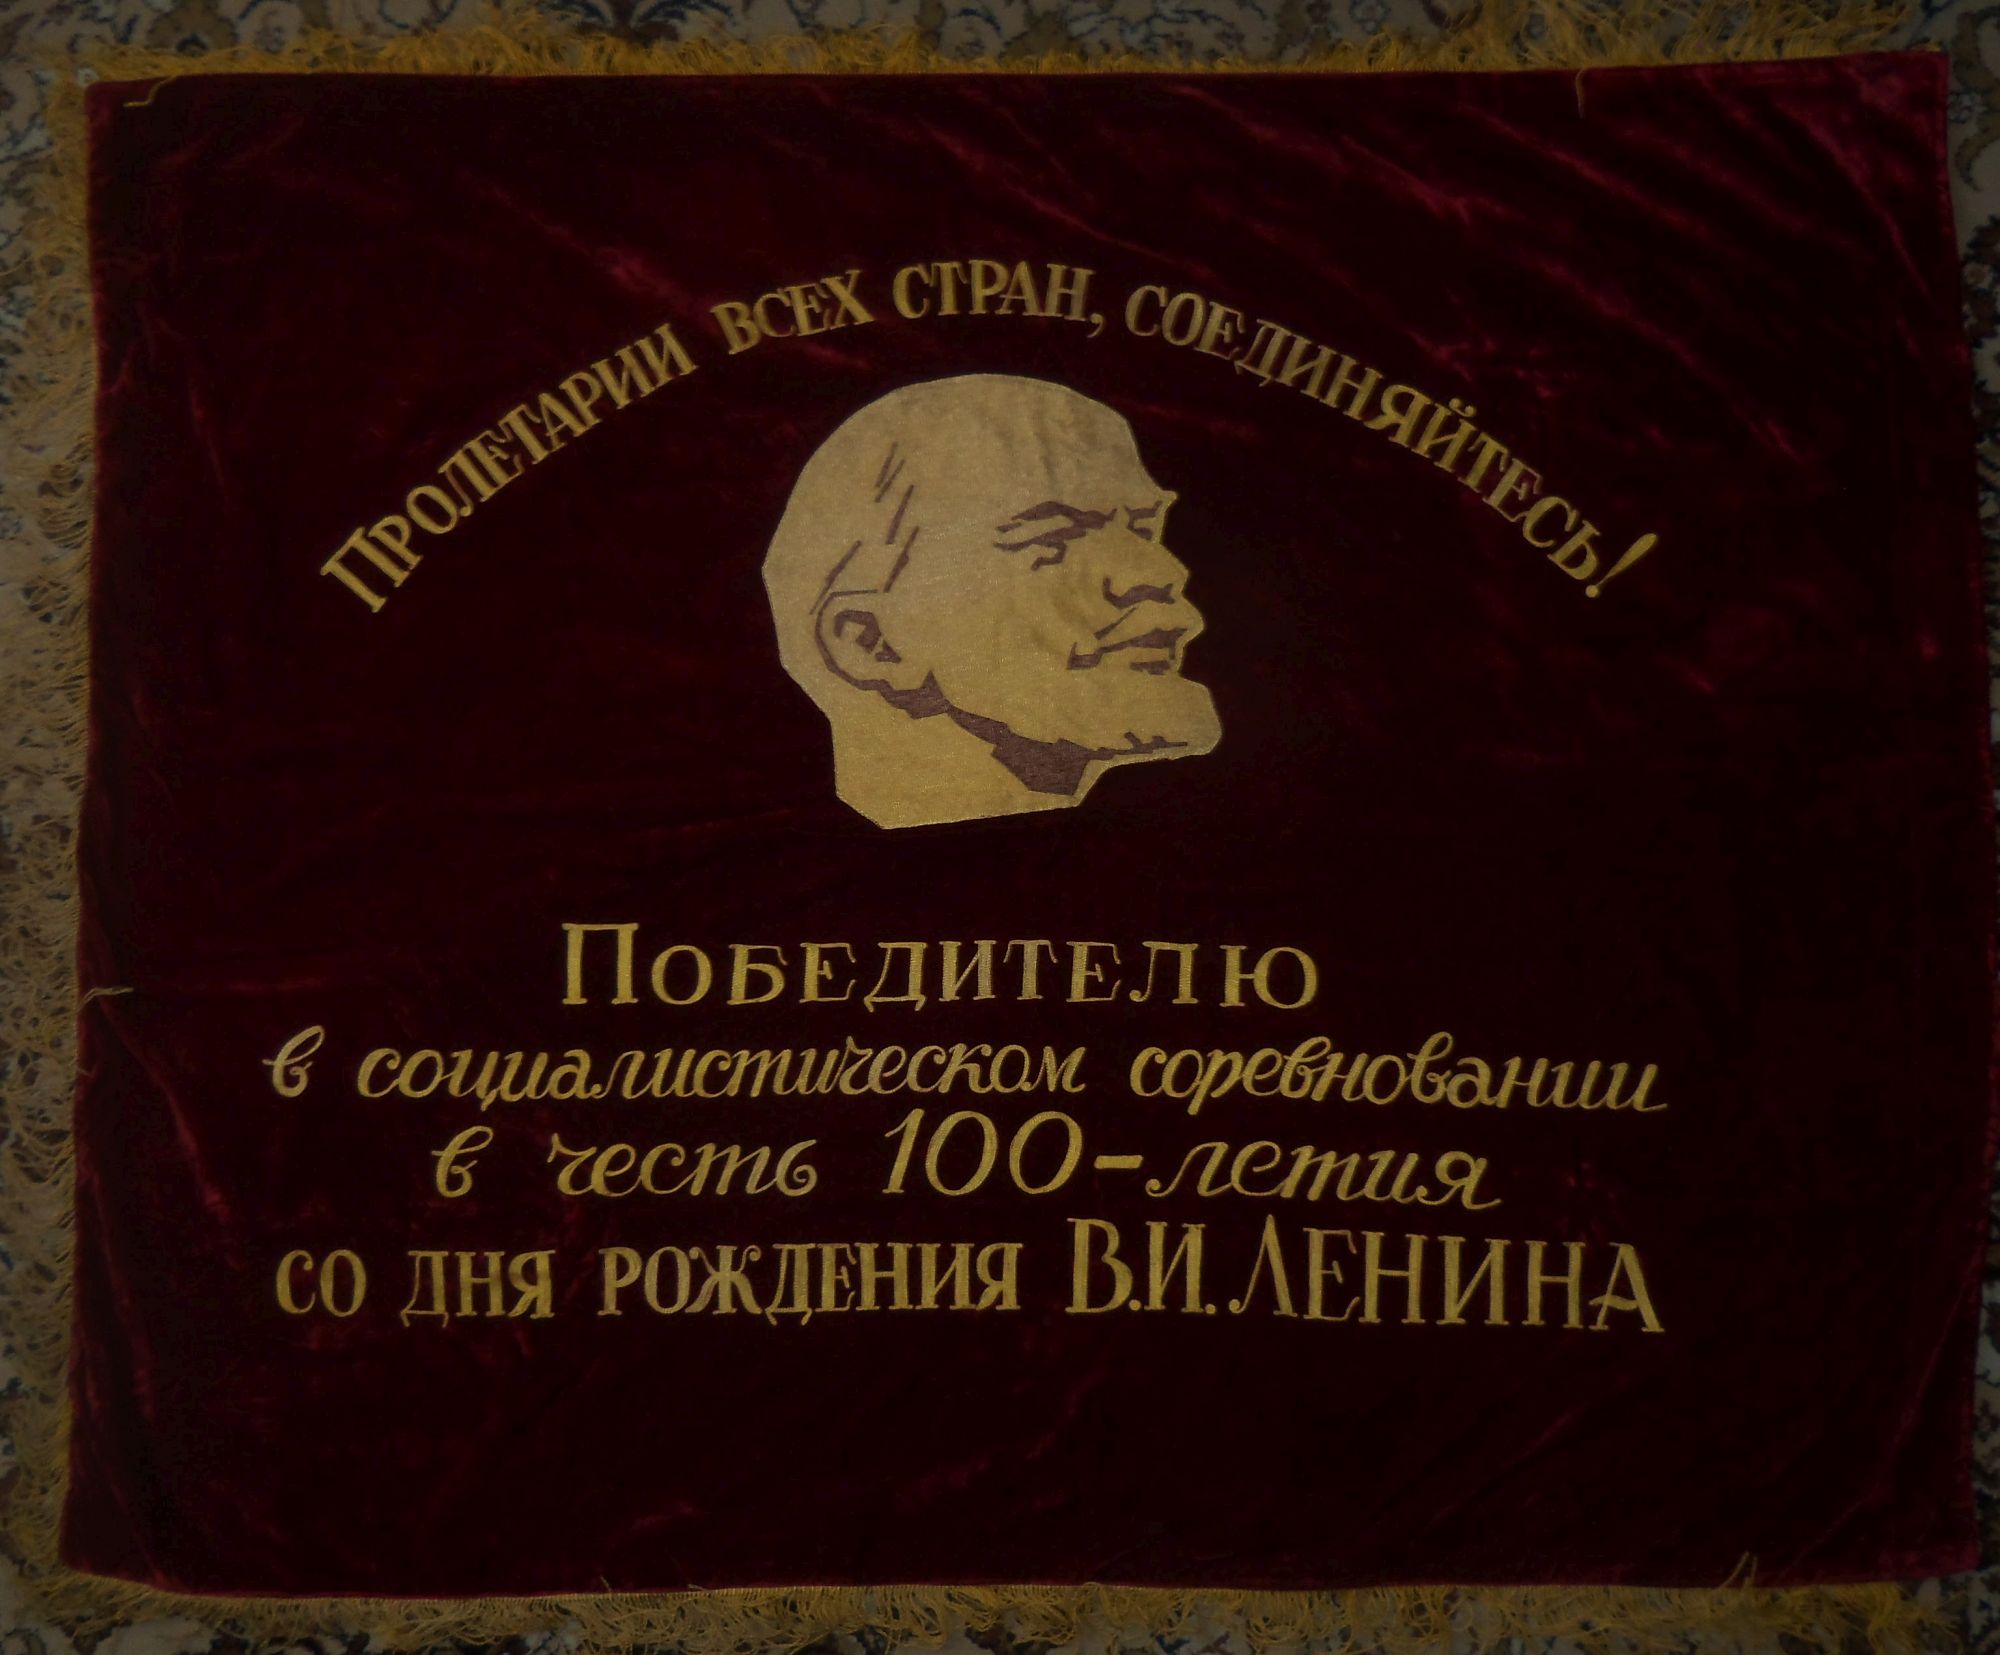 Пролетарии всех стран, соединяйтесь!
Победителю
в социалистическом соревновании
в честь 100-летия
со дня рождения В.И. Ленина